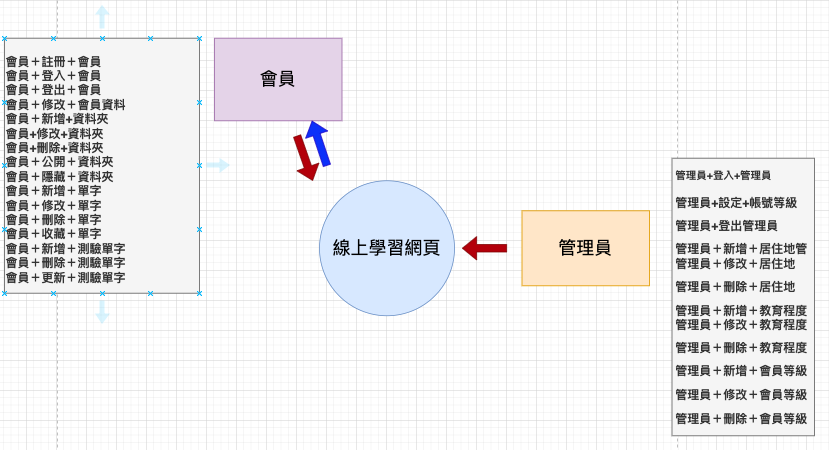 會員＋註冊＋會員
會員＋登入＋會員
會員＋登出＋會員
會員＋修改＋會員資料
會員＋新增+資料夾
會員+修改+資料夾
會員+刪除+資料夾
會員＋公開＋資料夾
會員＋隱藏＋資料夾
會員＋新增＋單字
會員＋修改＋單字
會員＋刪除＋單字
會員＋收藏＋單字
會員＋新增＋測驗單字
會員＋刪除＋測驗單字
會員＋更新＋測驗單字
會員
線上學習網頁
管理員
管理員+登入+管理員
管理員+設定+帳號等級
管理員+登出管理員
管理員＋新增＋居住地管
管理員＋修改＋居住地
管理員＋刪除＋居住地
管理員＋新增＋教育程度
管理員＋修改＋教育程度
管理員＋刪除＋教育程度
管理員＋新增＋會員等級
管理員＋修改＋會員等級
管理員＋刪除＋會員等級